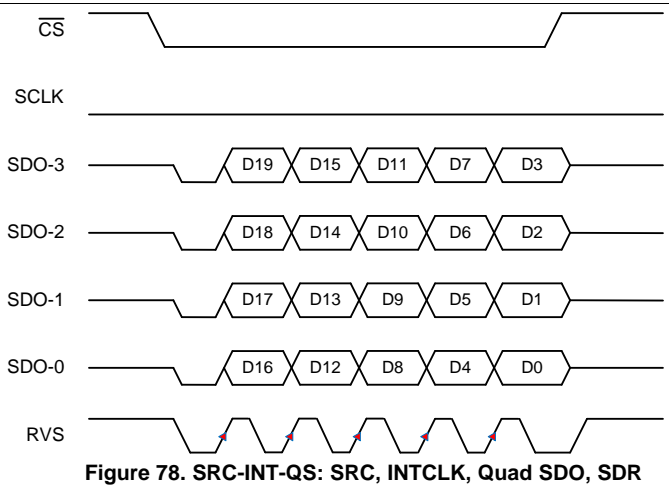 CS
SCLK
SDO-3 D19 D15 D11 D7 D3
SDO-2 D18 D14 D10 D6 D2
SDO-1 D17 D13 D9 D5 D1
SDO-0 D16 D12 D8 D4 D0
RVS
Figure 78. SRC-INT-QS: SRC, INTCLK, Quad SDO, SDR